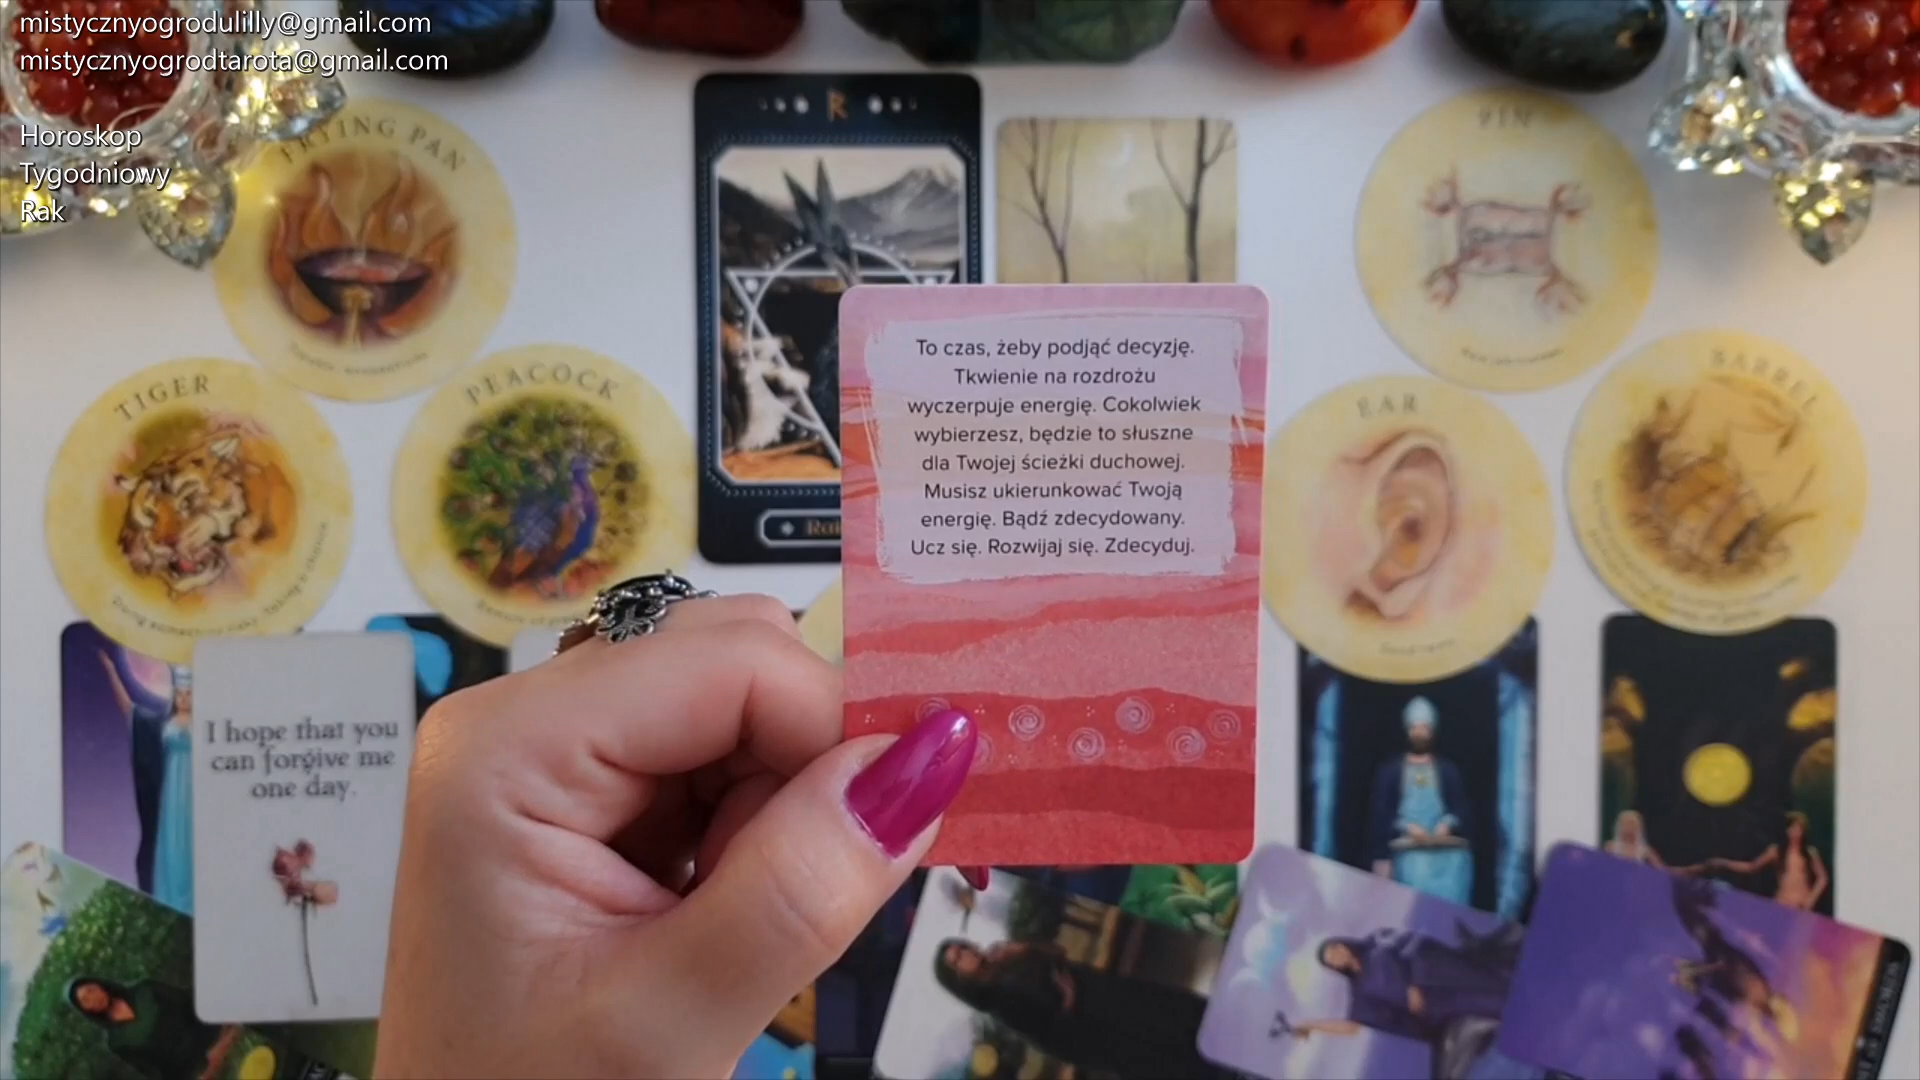 mistycznyogrodulilly@gmail.com
mistycznyogrodtarota@gmail.com
Horoskop
Tygodniowy
Rak
FRYING PAN
TIGER
PEACOCK
EAR
BARREL
To czas, żeby podjąć decyzję.
Tkwienie na rozdrożu
wyczerpuje energię. Cokolwiek
wybierzesz, będzie to słuszne
dla Twojej ścieżki duchowej.
Musisz ukierunkować Twoją
energię. Bądź zdecydowany.
Ucz się. Rozwijaj się. Zdecyduj.
I hope that you
can forgive me
one day.